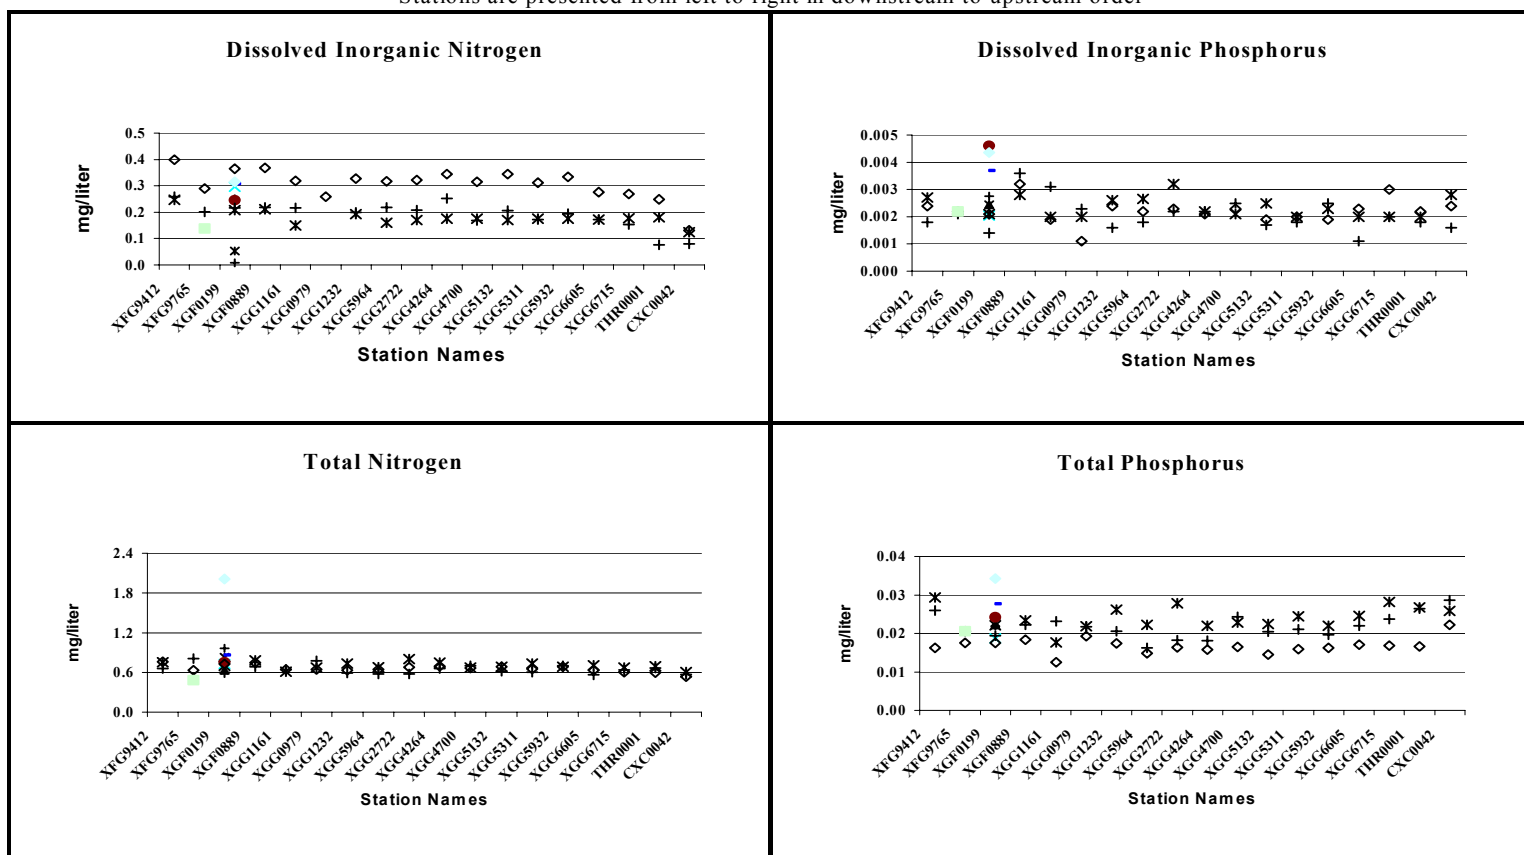 Stations are presented from left to right in downstream to upstream order
Dissolved Inorganic Nitrogen
mg/liter
0.5
0.4
0.3
0.2
0.1
0.0
XFG9412
XFG9765
XGF0199
XGF0889
XGG1161
XGG0979
XGG1232
XGG5964
XGG2722
XGG4264
XGG4700
XGG5132
XGG5311
XGG5932
XGG6605
XGG6715
THR0001
CXC0042
Station Names
Dissolved Inorganic Phosphorus
mg/liter
0.005
0.004
0.003
0.002
0.001
0.000
XFG9412
XFG9765
XGF0199
XGF0889
XGG1161
XGG0979
XGG1232
XGG5964
XGG2722
XGG4264
XGG4700
XGG5132
XGG5311
XGG5932
XGG6605
XGG6715
THR0001
CXC0042
Station Names
Total Nitrogen
mg/liter
2.4
1.8
1.2
0.6
0.0
XFG9412
XFG9765
XGF0199
XGF0889
XGG1161
XGG0979
XGG1232
XGG5964
XGG2722
XGG4264
XGG4700
XGG5132
XGG5311
XGG5932
XGG6605
XGG6715
THR0001
CXC0042
Station Names
Total Phosphorus
mg/liter
0.04
0.03
0.02
0.01
0.00
XFG9412
XFG9765
XGF0199
XGF0889
XGG1161
XGG0979
XGG1232
XGG5964
XGG2722
XGG4264
XGG4700
XGG5132
XGG5311
XGG5932
XGG6605
XGG6715
THR0001
CXC0042
Station Names